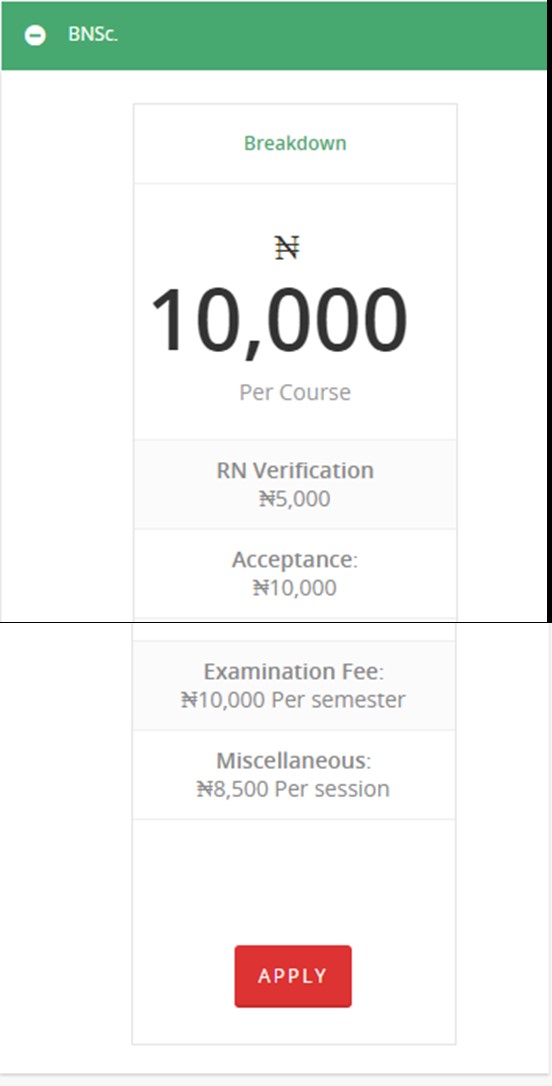 BNSc.
Breakdown
₦
10,000
Per Course
RN Verification
₦5,000
Acceptance:
₦10,000
Examination Fee:
₦10,000 Per semester
Miscellaneous:
₦8,500 Per session
APPLY